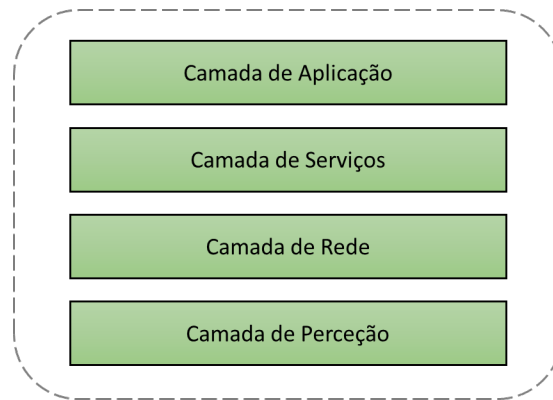 Camada de Aplicação
Camada de Serviços
Camada de Rede
Camada de Perceção